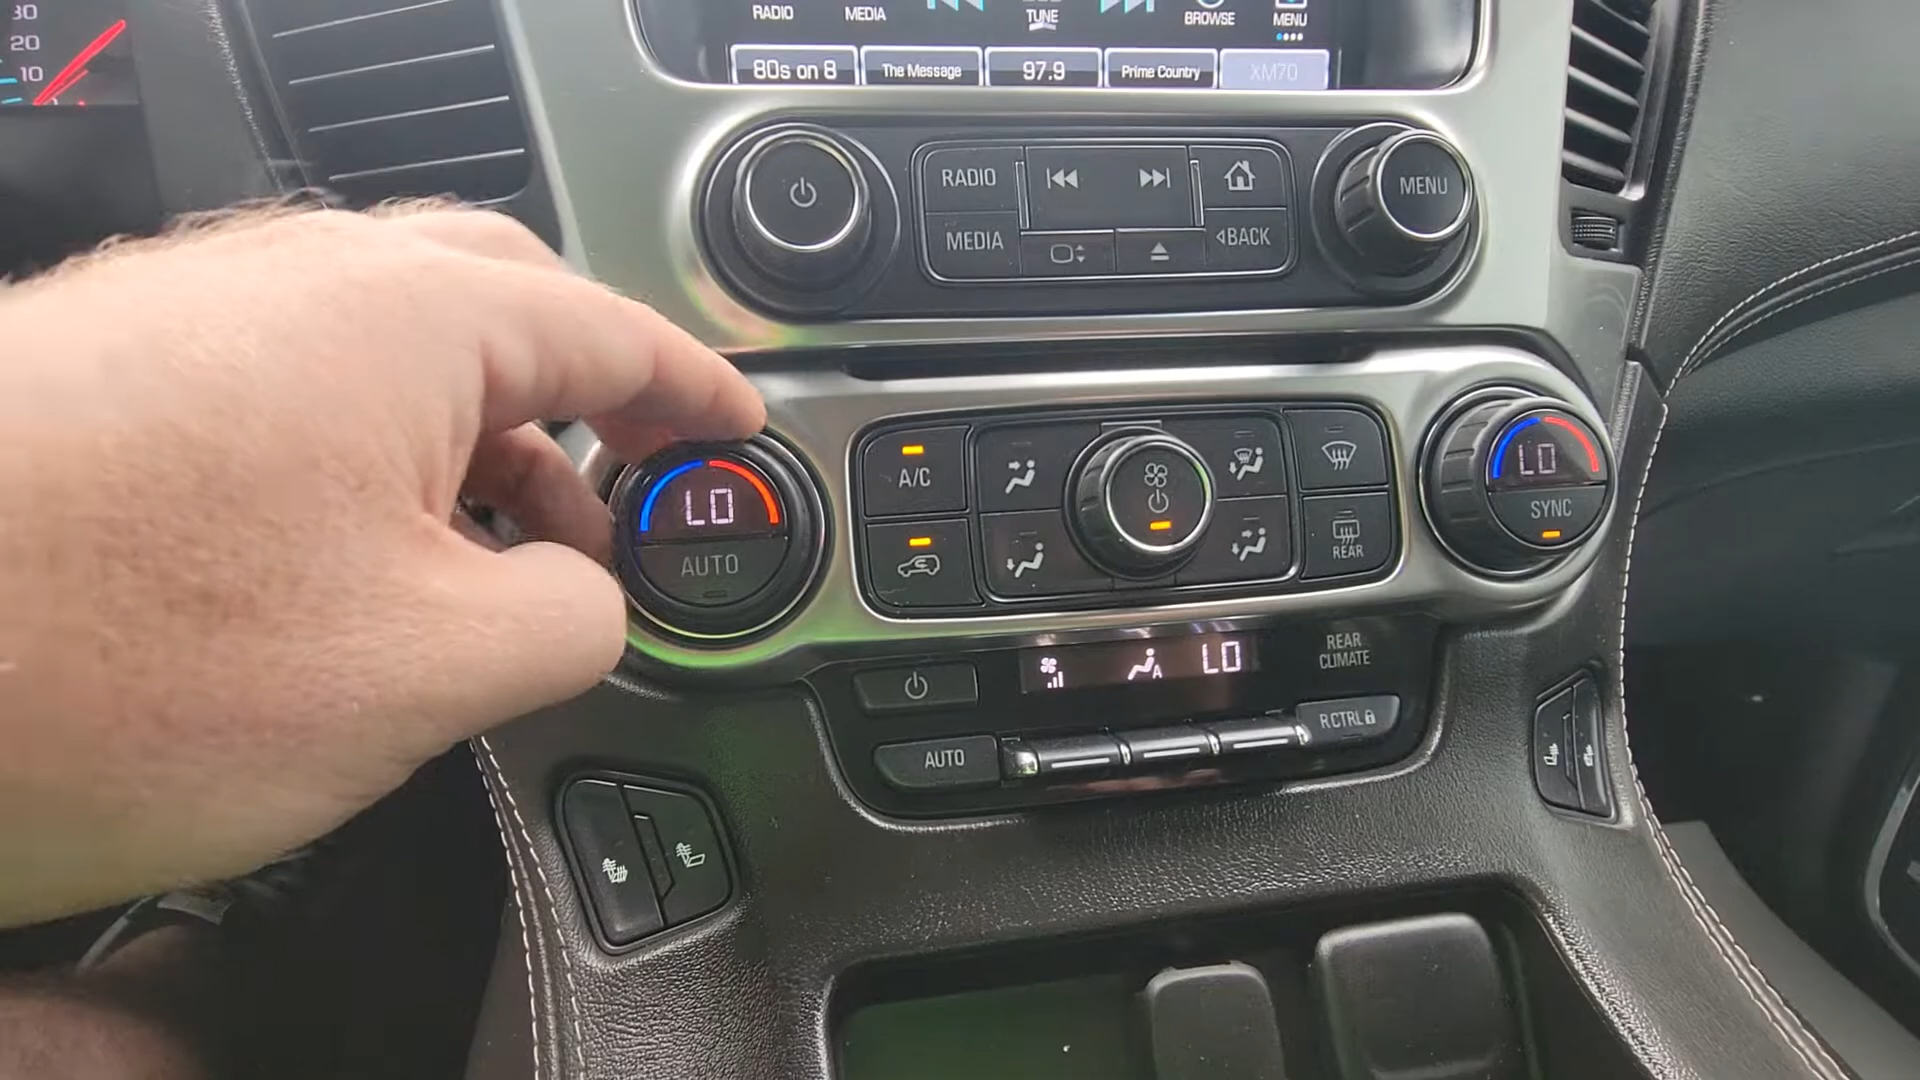 30
20
10
RADIO MEDIA TUNE BROWSE MENU
80s on 8 The Message 97.9 Prime Country XM70
RADIO
MENU
MEDIA
BACK
A/C
LO
LO
AUTO
SYNC
REAR
LO
A
REAR
CLIMATE
R CTRL
AUTO